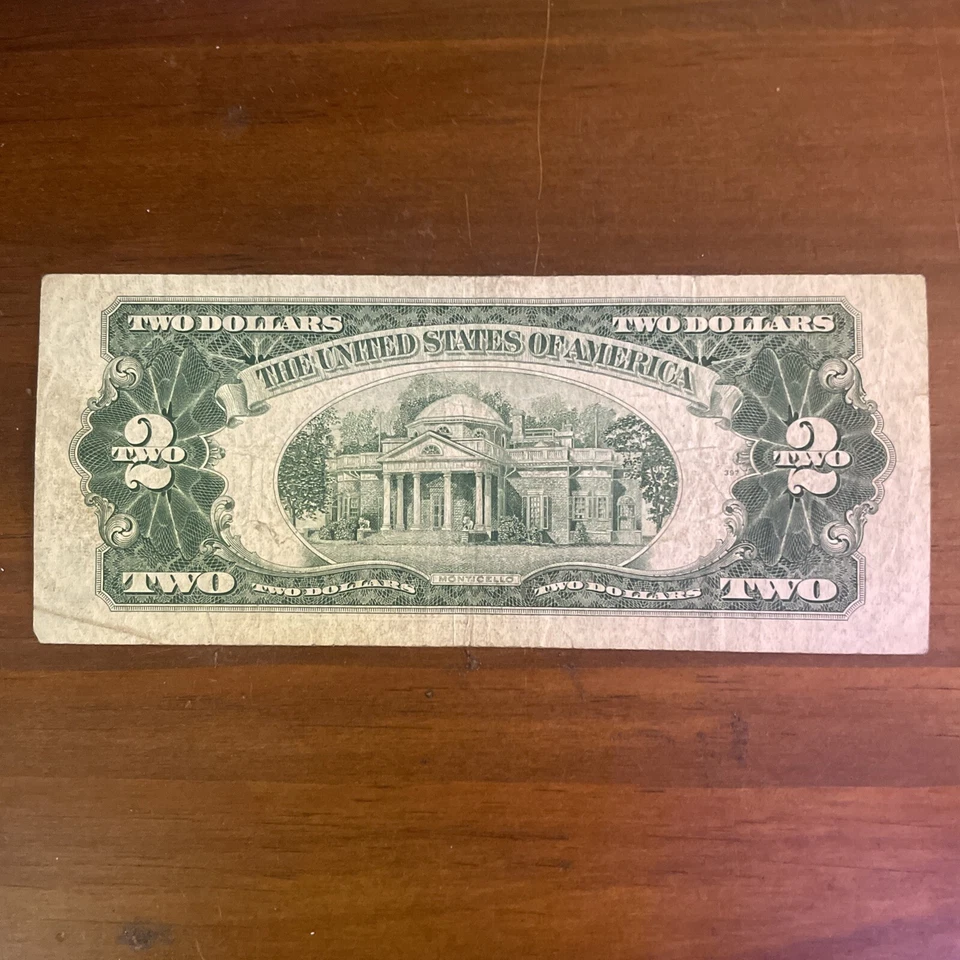 TWO DOLLARS TWO DOLLARS
THE UNITED STATES OF AMERICA
2 2
TWO TWO
TWO TWO DOLLARS MONTICELLO TWO DOLLARS TWO